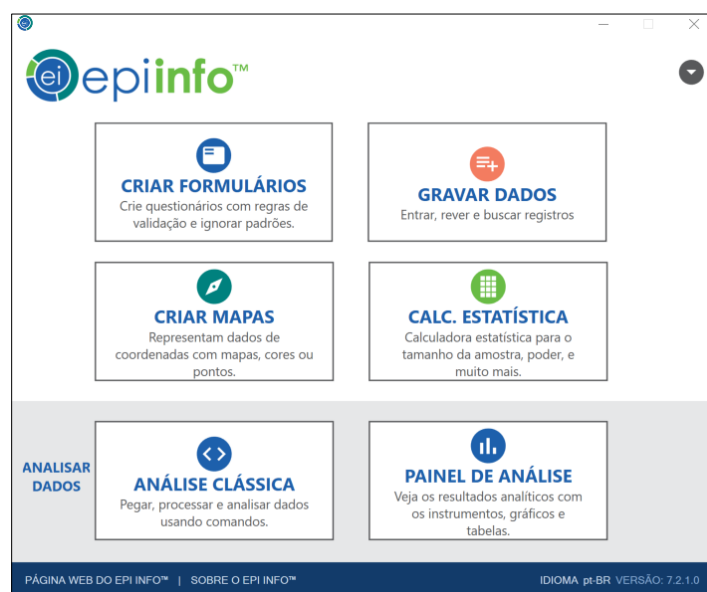 ei epiinfo™
CRIAR FORMULÁRIOS
Crie questionários com regras de
validação e ignorar padrões.
GRAVAR DADOS
Entrar, rever e buscar registros
CRIAR MAPAS
Representam dados de
coordenadas com mapas, cores ou
pontos.
CALC. ESTATÍSTICA
Calculadora estatística para o
tamanho da amostra, poder, e
muito mais.
ANALISAR
DADOS
ANÁLISE CLÁSSICA
Pegar, processar e analisar dados
usando comandos.
PAINEL DE ANÁLISE
Veja os resultados analíticos com
os instrumentos, gráficos e
tabelas.
PÁGINA WEB DO EPI INFO™ | SOBRE O EPI INFO™
IDIOMA pt-BR VERSÃO: 7.2.1.0